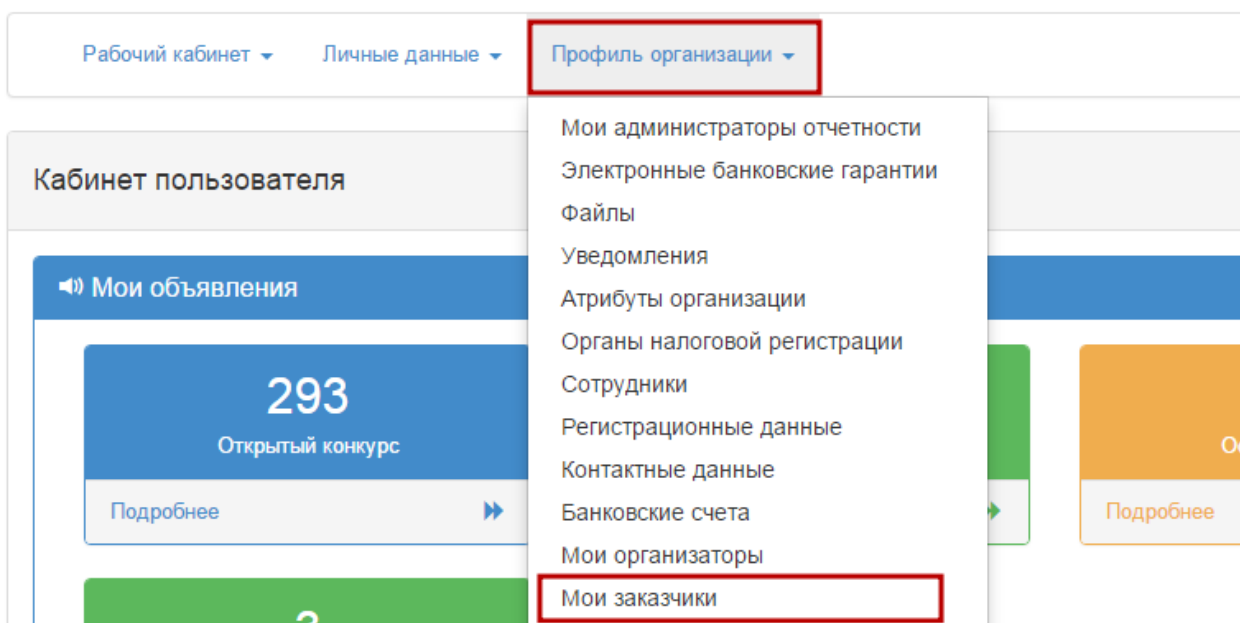 Рабочий кабинет
Личные данные
Профиль организации
Мои администраторы отчетности
Электронные банковские гарантии
Файлы
Уведомления
Атрибуты организации
Органы налоговой регистрации
Сотрудники
Регистрационные данные
Контактные данные
Банковские счета
Мои организаторы
Мои заказчики
Кабинет пользователя
Мои объявления
293
Открытый конкурс
Подробнее
Подробнее